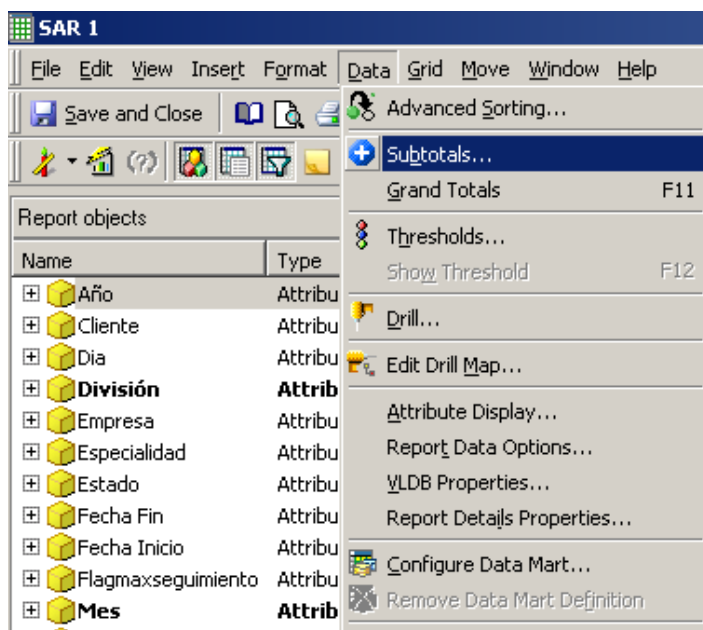 SAR 1
File Edit View Insert Format Data Grid Move Window Help
Save and Close
Advanced Sorting...
Subtotals...
Grand Totals F11
Thresholds...
Show Threshold F12
Drill...
Edit Drill Map...
Attribute Display...
Report Data Options...
VLDB Properties...
Report Details Properties...
Configure Data Mart...
Remove Data Mart Definition
Report objects
Name Type
Año Attribu
Cliente Attribu
Dia Attribu
División Attrib
Empresa Attribu
Especialidad Attribu
Estado Attribu
Fecha Fin Attribu
Fecha Inicio Attribu
Flagmaxseguimiento Attribu
Mes Attrib